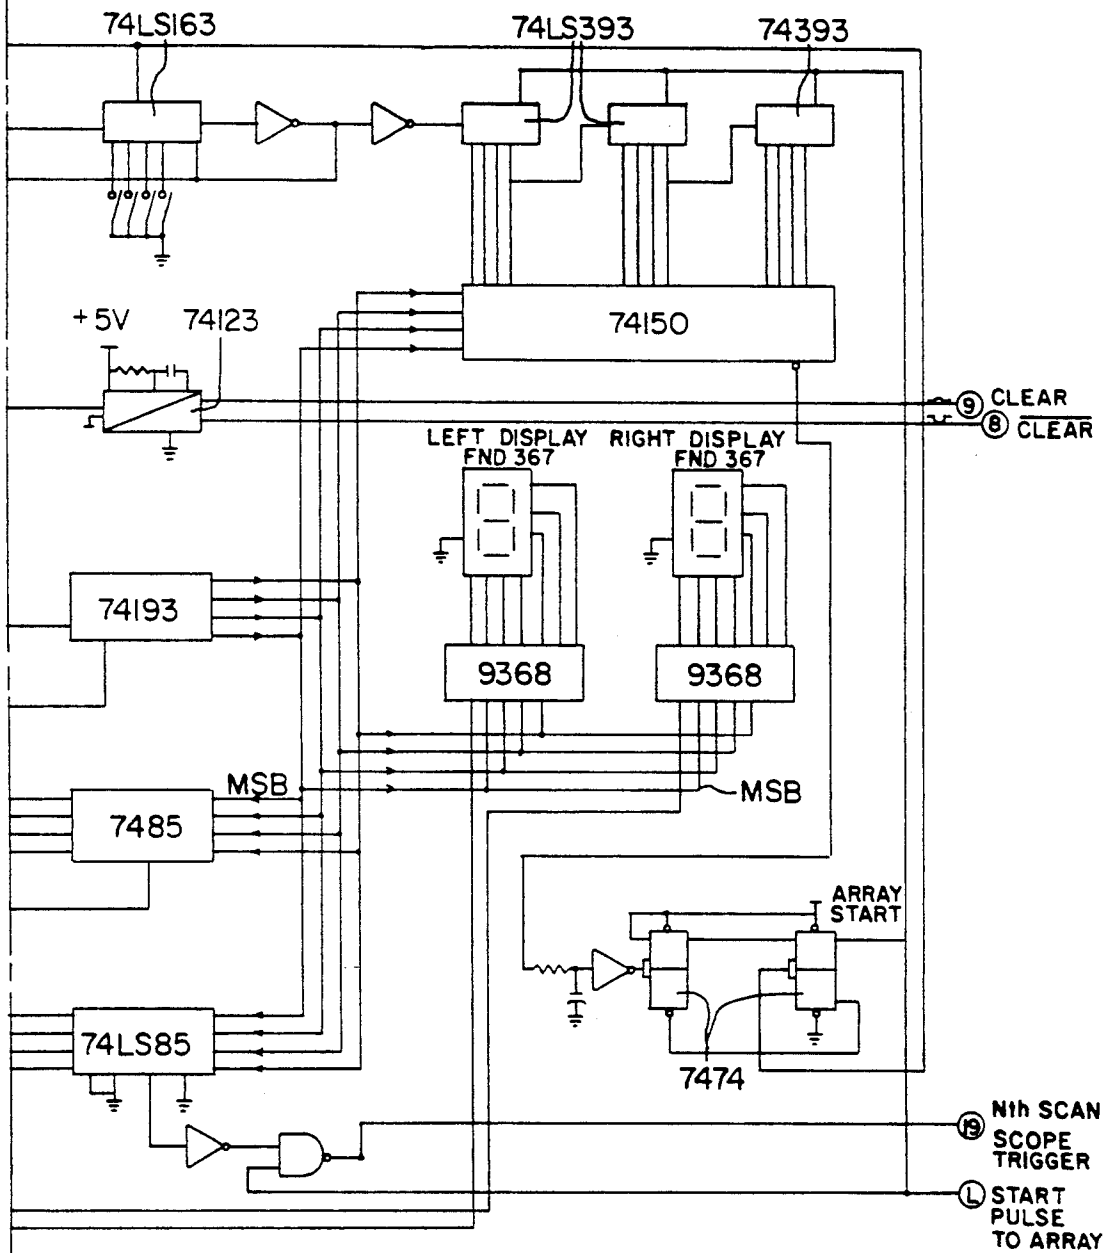 74LS163
74LS393
74393
74150
+5V
74123
9 CLEAR
8 CLEAR
LEFT DISPLAY
FND 367
RIGHT DISPLAY
FND 367
74193
9368
9368
MSB
MSB
7485
ARRAY
START
74LS85
7474
19 Nth SCAN
SCOPE
TRIGGER
L START
PULSE
TO ARRAY